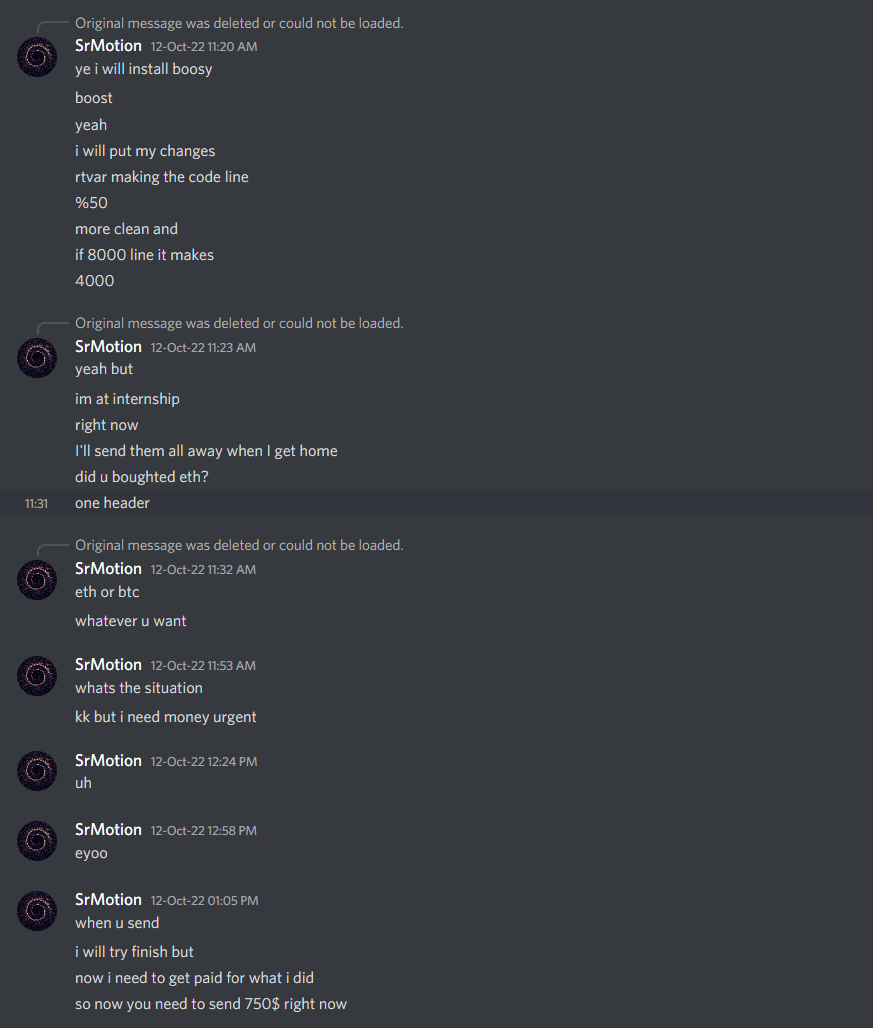 Original message was deleted or could not be loaded.
SrMotion 12-Oct-22 11:20 AM
ye i will install boosy
boost
yeah
i will put my changes
rtvar making the code line
%50
more clean and
if 8000 line it makes
4000
Original message was deleted or could not be loaded.
SrMotion 12-Oct-22 11:23 AM
yeah but
im at internship
right now
I'll send them all away when I get home
did u boughted eth?
11:31 one header
Original message was deleted or could not be loaded.
SrMotion 12-Oct-22 11:32 AM
eth or btc
whatever u want
SrMotion 12-Oct-22 11:53 AM
whats the situation
kk but i need money urgent
SrMotion 12-Oct-22 12:24 PM
uh
SrMotion 12-Oct-22 12:58 PM
eyoo
SrMotion 12-Oct-22 01:05 PM
when u send
i will try finish but
now i need to get paid for what i did
so now you need to send 750$ right now